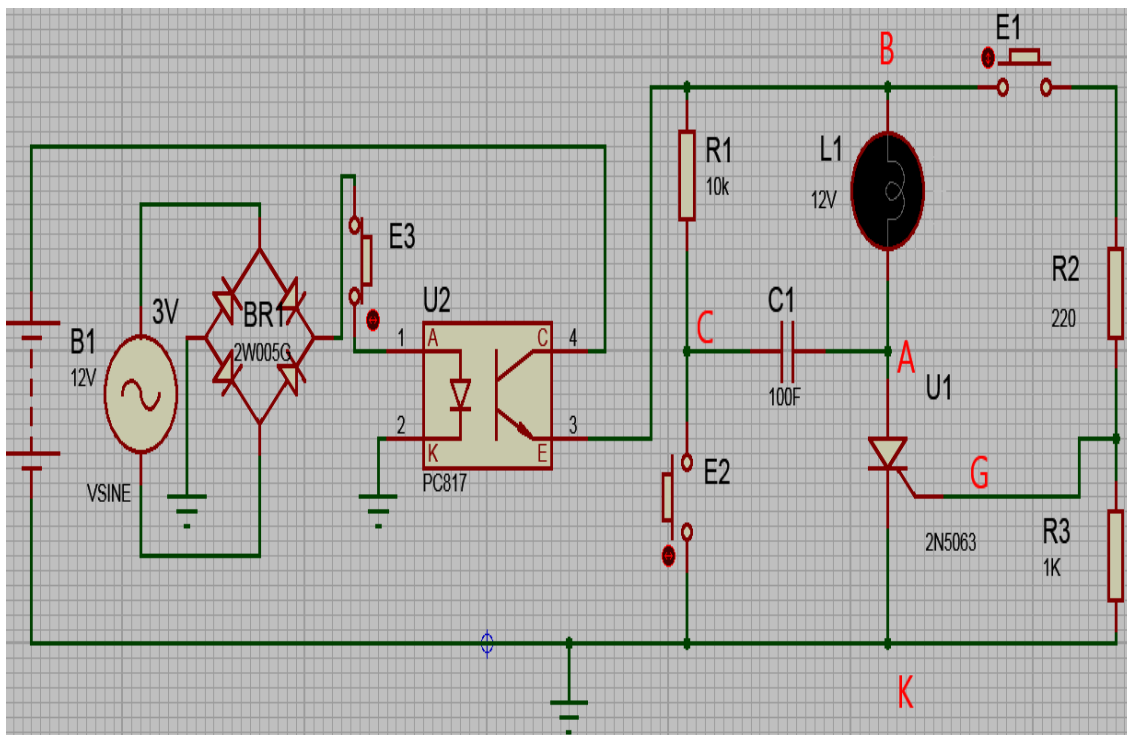 B
E1
R1
10k
L1
12V
E3
R2
220
3V
BR1
2W005G
U2
C1
100F
C
A
B1
12V
1
A
C
4
U1
2
K
E
3
VSINE
PC817
E2
G
2N5063
R3
1K
K